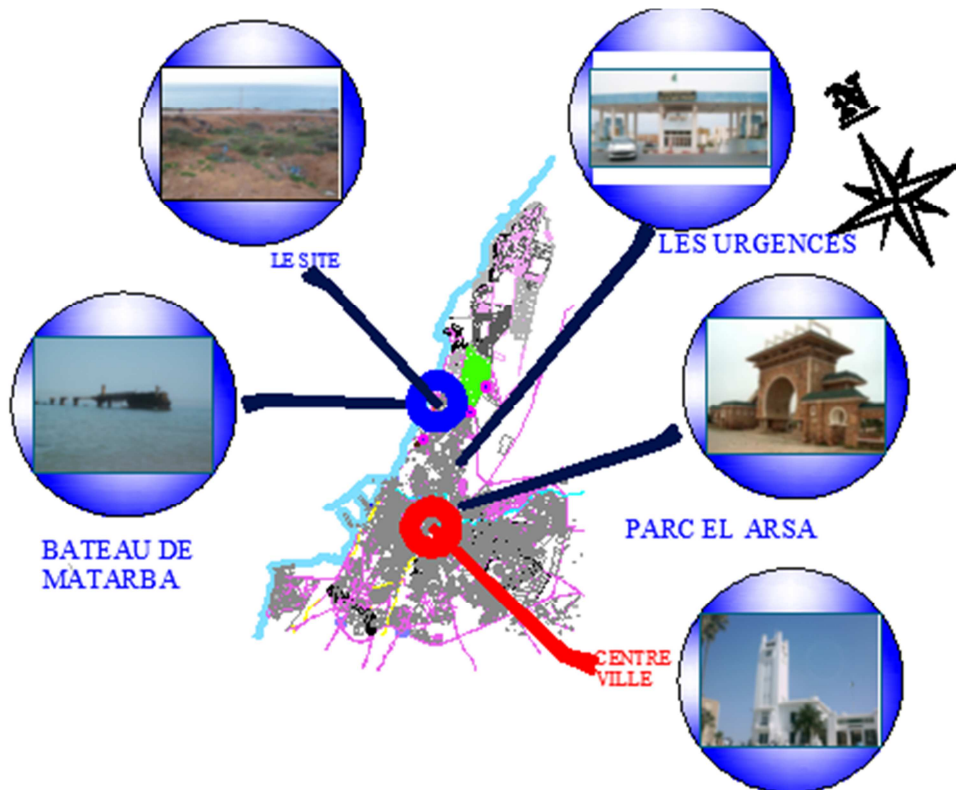 LE SITE
LES URGENCES
BATEAU DE
MATARBA
PARC EL ARSA
CENTRE
VILLE